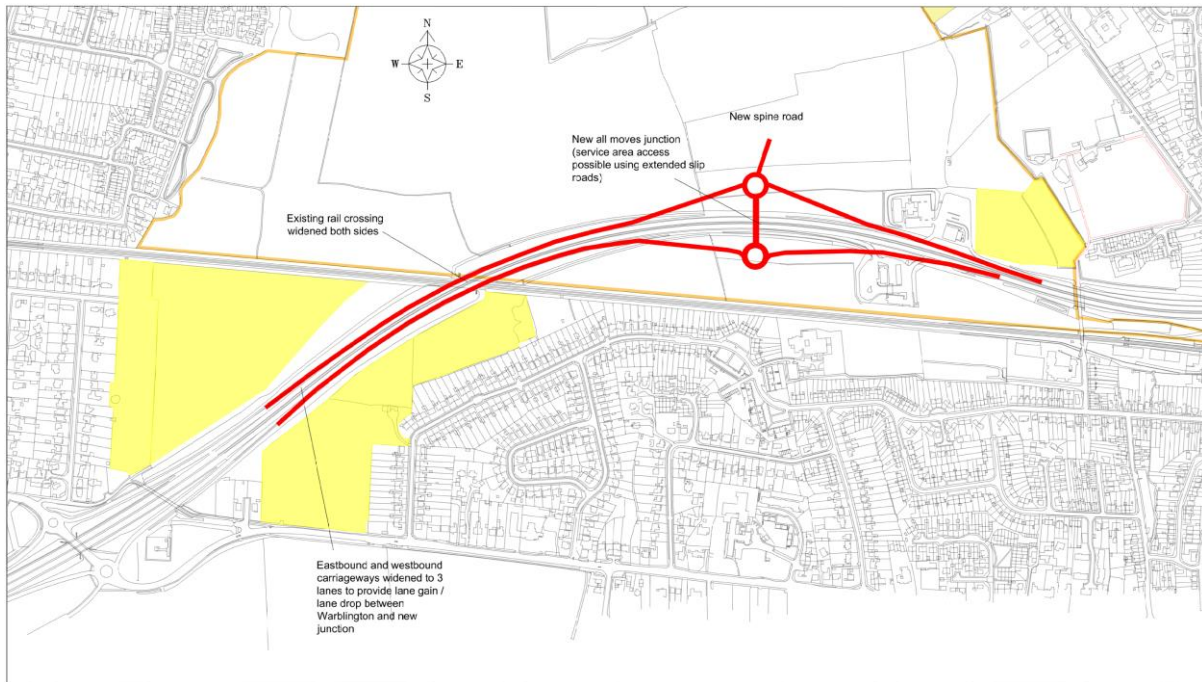 N
W E
S
New spine road
New all moves junction
(service area access
possible using extended slip
roads)
Existing rail crossing
widened both sides
Eastbound and westbound
carriageways widened to 3
lanes to provide lane gain /
lane drop between
Warblington and new
junction